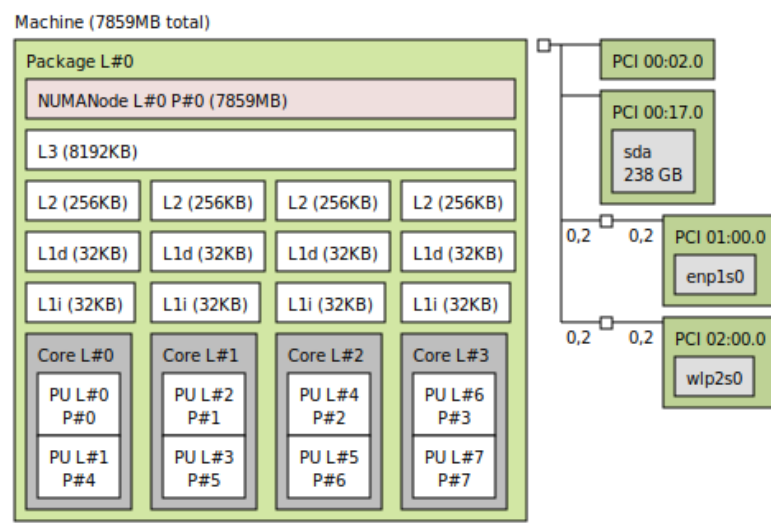 Machine (7859MB total)
Package L#0
NUMANode L#0 P#0 (7859MB)
L3 (8192KB)
L2 (256KB) L2 (256KB) L2 (256KB) L2 (256KB)
L1d (32KB) L1d (32KB) L1d (32KB) L1d (32KB)
L1i (32KB) L1i (32KB) L1i (32KB) L1i (32KB)
Core L#0 Core L#1 Core L#2 Core L#3
PU L#0 PU L#2 PU L#4 PU L#6
P#0 P#1 P#2 P#3
PU L#1 PU L#3 PU L#5 PU L#7
P#4 P#5 P#6 P#7
PCI 00:02.0
PCI 00:17.0
sda
238 GB
0,2 0,2 PCI 01:00.0
enp1s0
0,2 0,2 PCI 02:00.0
wlp2s0